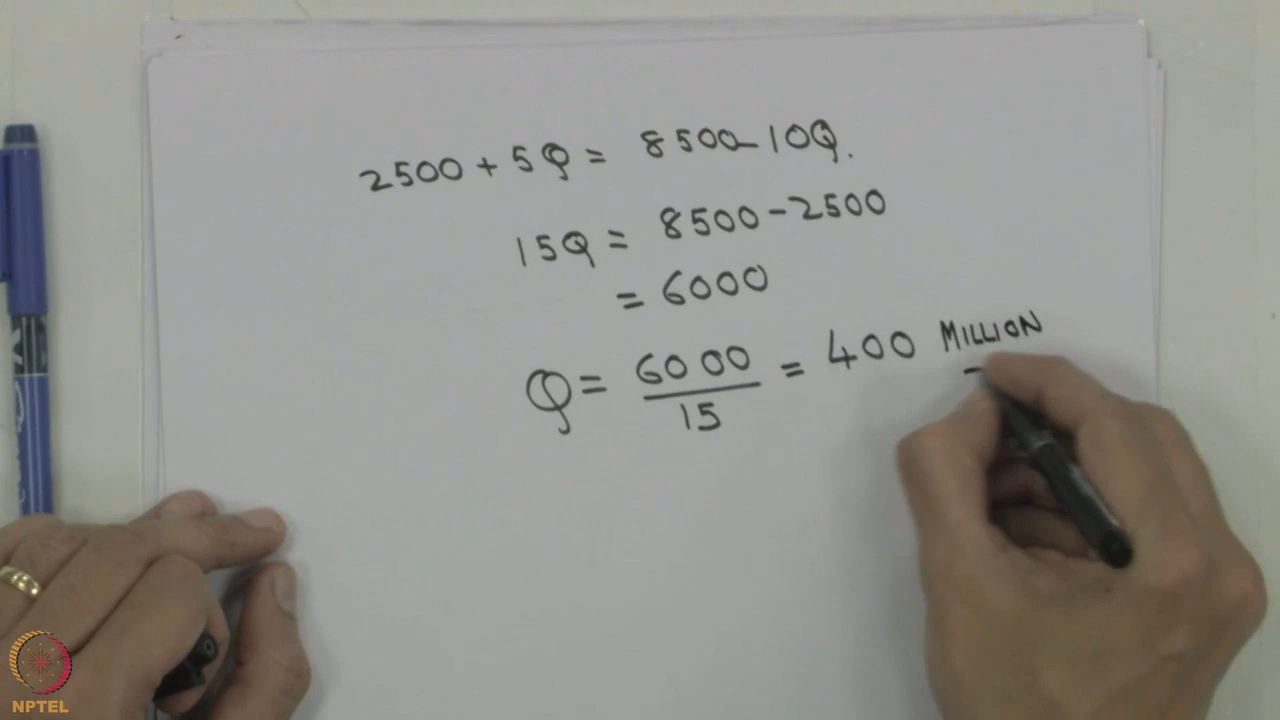 2500 + 5Q = 8500 - 10Q.
15Q = 8500 - 2500
= 6000
Q = 6000/15 = 400 MILLION
NPTEL